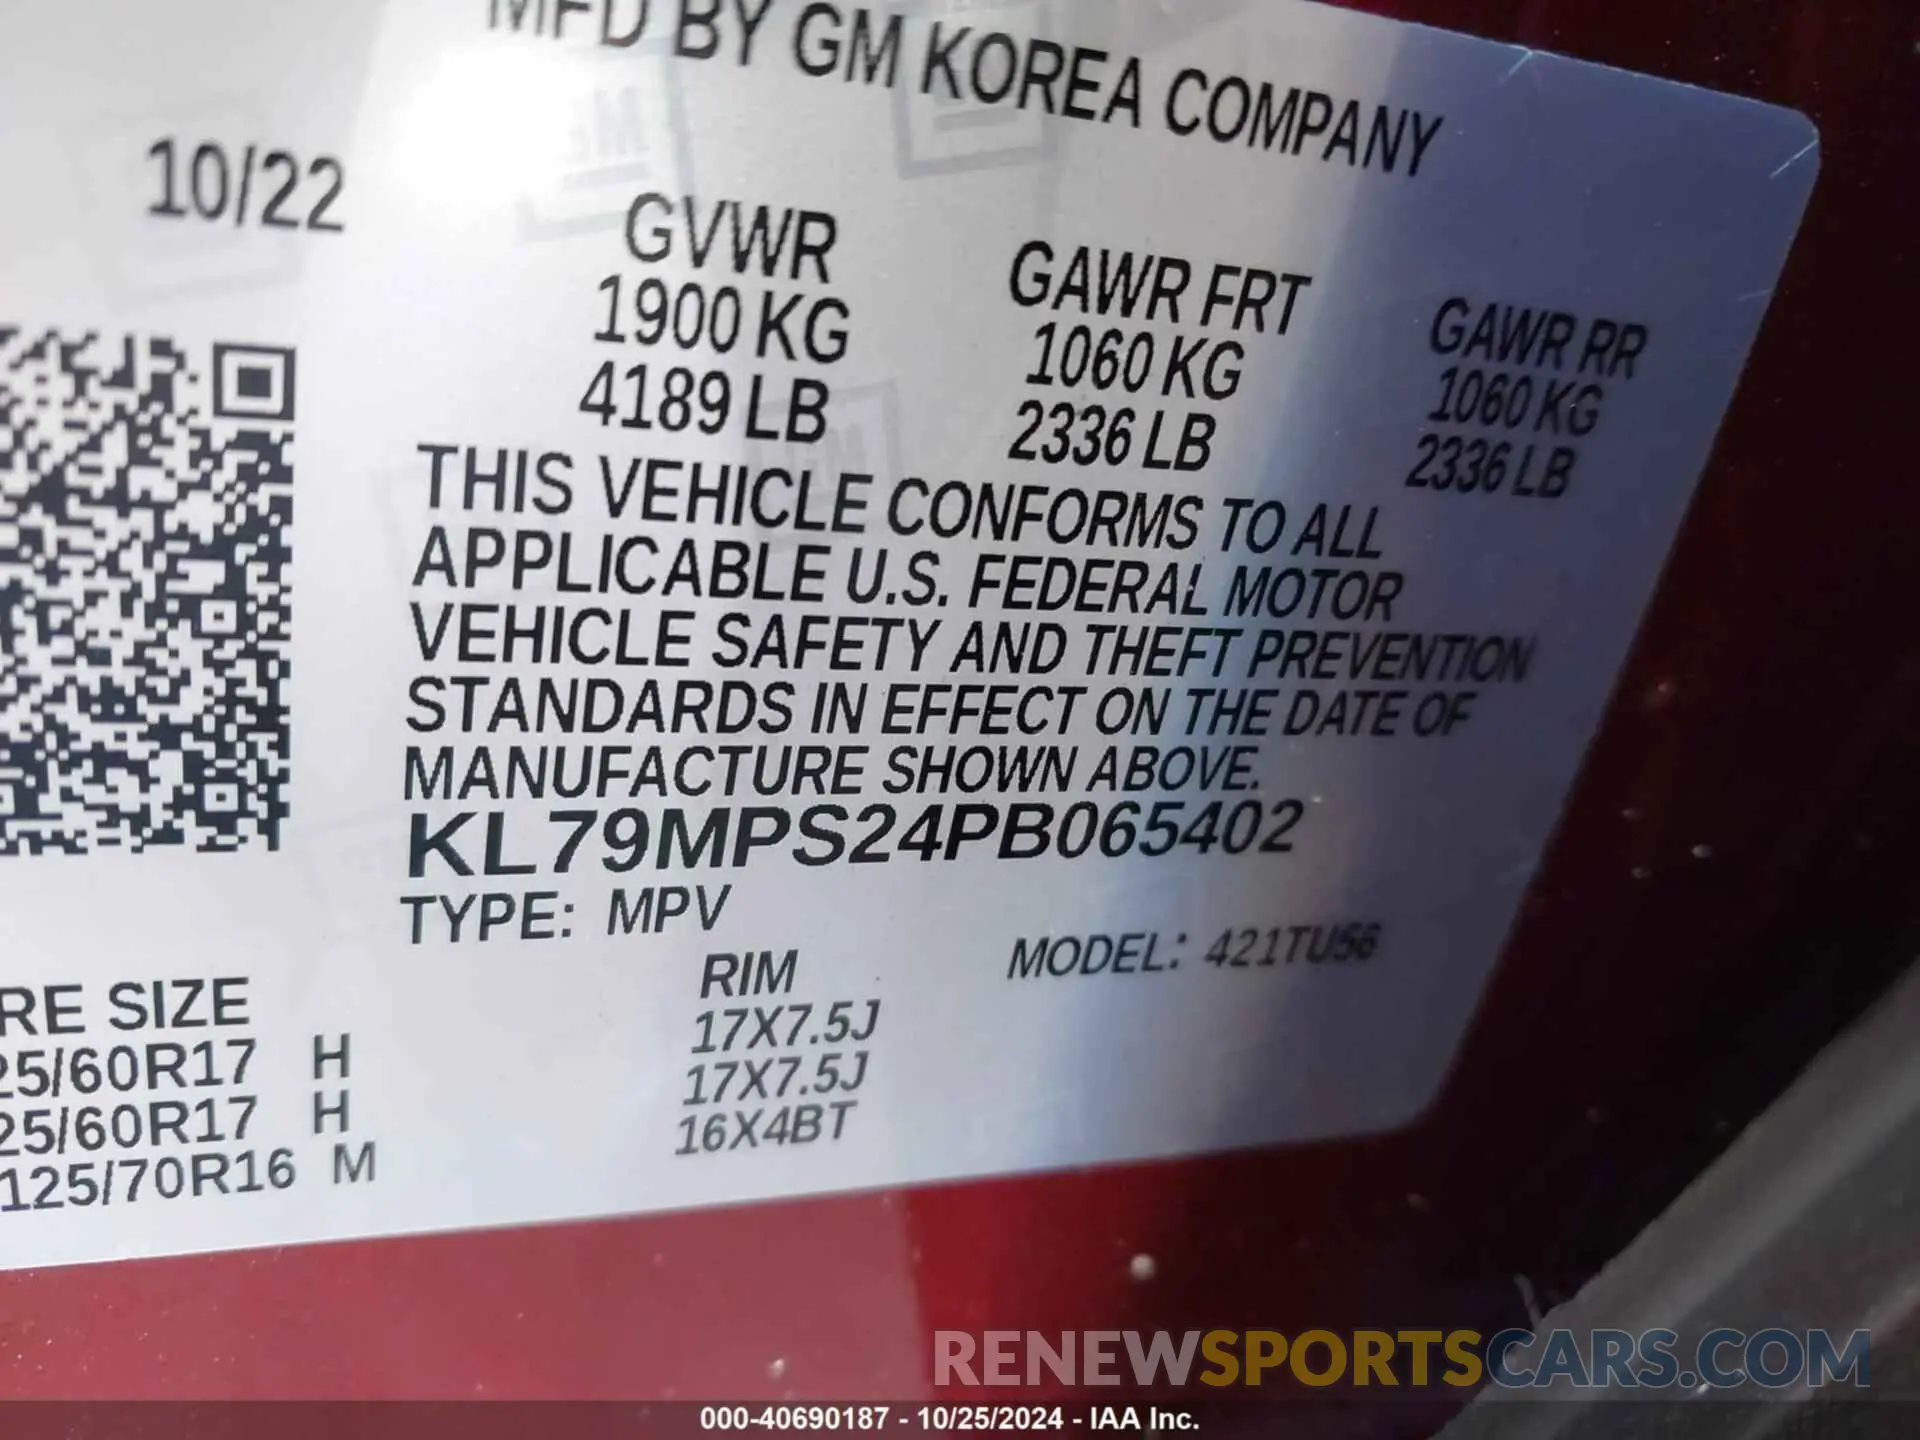 MFD BY GM KOREA COMPANY
10/22
GVWR GAWR FRT GAWR RR
1900 KG 1060 KG 1060 KG
4189 LB 2336 LB 2336 LB
THIS VEHICLE CONFORMS TO ALL
APPLICABLE U.S. FEDERAL MOTOR
VEHICLE SAFETY AND THEFT PREVENTION
STANDARDS IN EFFECT ON THE DATE OF
MANUFACTURE SHOWN ABOVE.
KL79MPS24PB065402
TYPE: MPV MODEL: 421TU56
RE SIZE RIM
25/60R17 H 17X7.5J
25/60R17 H 17X7.5J
125/70R16 M 16X4BT
RENEWSPORTSCARS.COM
000-40690187 - 10/25/2024 - IAA Inc.